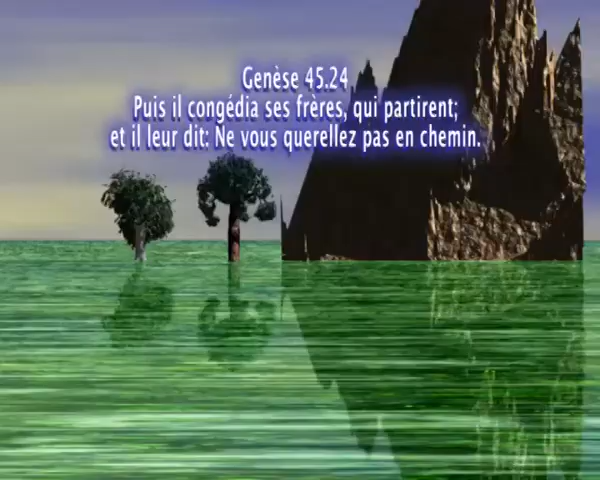 Genèse 45.24
Puis il congédia ses frères, qui partirent;
et il leur dit: Ne vous querellez pas en chemin.